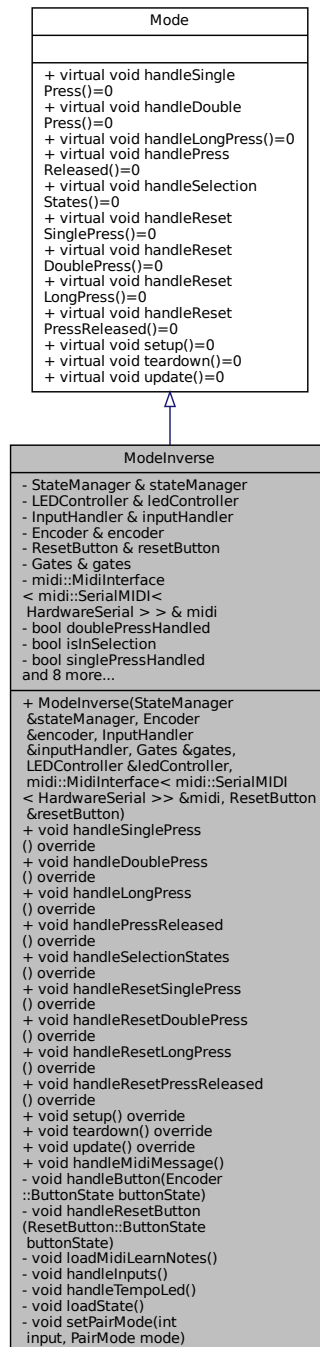 Mode
+ virtual void handleSingle
Press()=0
+ virtual void handleDouble
Press()=0
+ virtual void handleLongPress()=0
+ virtual void handlePress
Released()=0
+ virtual void handleSelection
States()=0
+ virtual void handleReset
SinglePress()=0
+ virtual void handleReset
DoublePress()=0
+ virtual void handleReset
LongPress()=0
+ virtual void handleReset
PressReleased()=0
+ virtual void setup()=0
+ virtual void teardown()=0
+ virtual void update()=0
ModeInverse
- StateManager & stateManager
- LEDController & ledController
- InputHandler & inputHandler
- Encoder & encoder
- ResetButton & resetButton
- Gates & gates
- midi::MidiInterface
< midi::SerialMIDI<
HardwareSerial > > & midi
- bool doublePressHandled
- bool isInSelection
- bool singlePressHandled
and 8 more...
+ ModeInverse(StateManager
&stateManager, Encoder
&encoder, InputHandler
&inputHandler, Gates &gates,
LEDController &ledController,
midi::MidiInterface< midi::SerialMIDI
< HardwareSerial >> &midi, ResetButton
&resetButton)
+ void handleSinglePress
() override
+ void handleDoublePress
() override
+ void handleLongPress
() override
+ void handlePressReleased
() override
+ void handleSelectionStates
() override
+ void handleResetSinglePress
() override
+ void handleResetDoublePress
() override
+ void handleResetLongPress
() override
+ void handleResetPressReleased
() override
+ void setup() override
+ void teardown() override
+ void update() override
+ void handleMidiMessage()
- void handleButton(Encoder
::ButtonState buttonState)
- void handleResetButton
(ResetButton::ButtonState
buttonState)
- void loadMidiLearnNotes()
- void handleInputs()
- void handleTempoLed()
- void loadState()
- void setPairMode(int
input, PairMode mode)